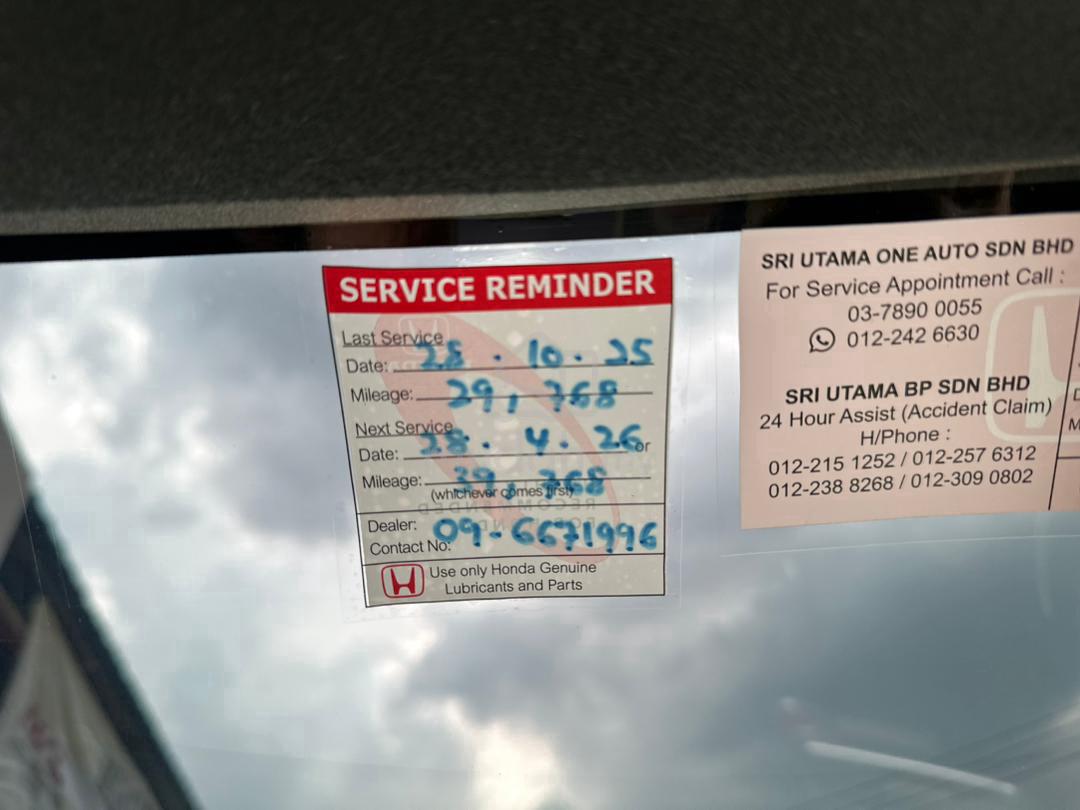 SERVICE REMINDER
Last Service
Date: 28 . 10 . 25
Mileage: 29, 768
Next Service
Date: 28 . 4 . 26 or
Mileage: 39, 768
(whichever comes first)
Dealer:
Contact No: 09-6671996
Use only Honda Genuine
Lubricants and Parts
SRI UTAMA ONE AUTO SDN BHD
For Service Appointment Call :
03-7890 0055
012-242 6630
SRI UTAMA BP SDN BHD
24 Hour Assist (Accident Claim)
H/Phone :
012-215 1252 / 012-257 6312
012-238 8268 / 012-309 0802